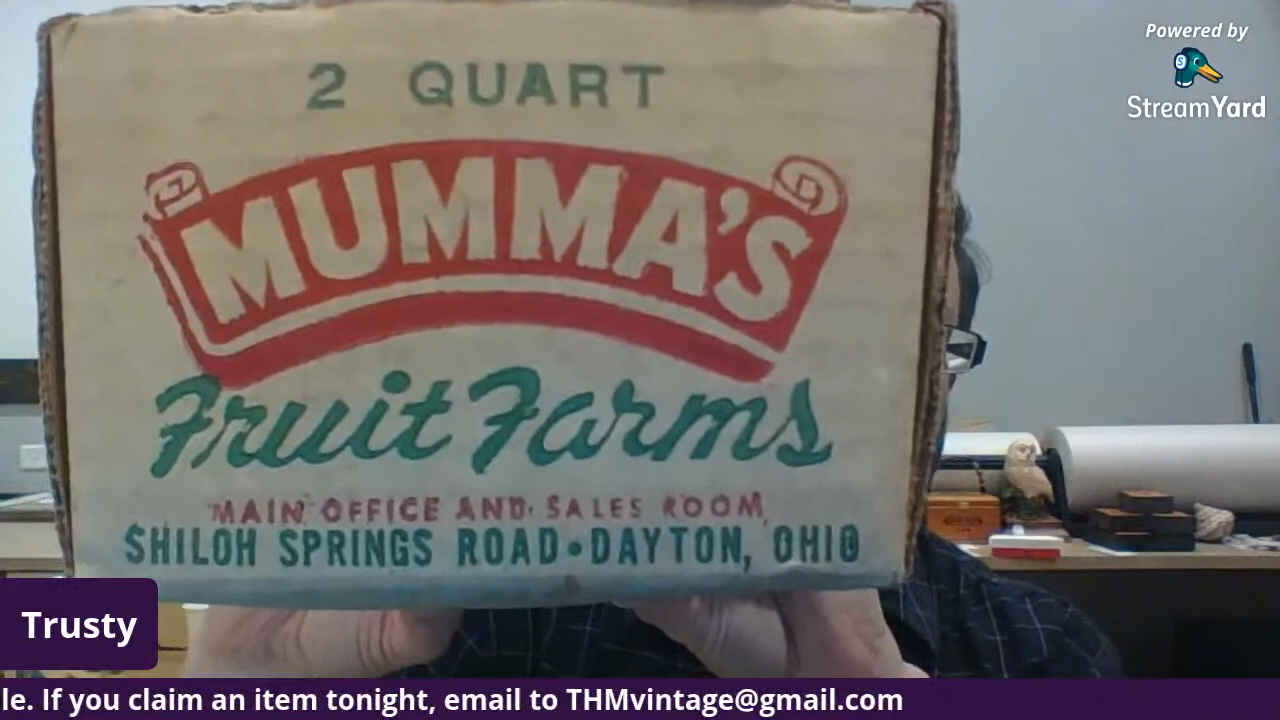 Powered by
StreamYard
2 QUART
MUMMA'S
Fruit Farms
MAIN OFFICE AND SALES ROOM
SHILOH SPRINGS ROAD • DAYTON, OHIO
Trusty
le. If you claim an item tonight, email to THMvintage@gmail.com